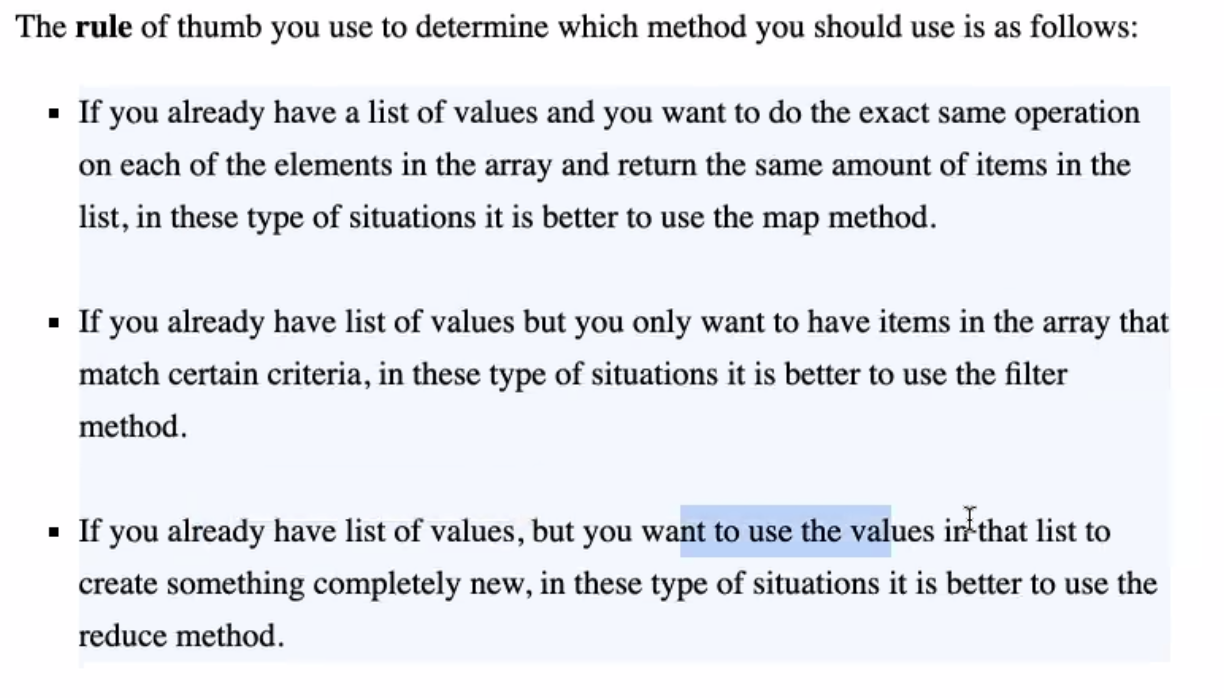 The rule of thumb you use to determine which method you should use is as follows:
▪ If you already have a list of values and you want to do the exact same operation
on each of the elements in the array and return the same amount of items in the
list, in these type of situations it is better to use the map method.
▪ If you already have list of values but you only want to have items in the array that
match certain criteria, in these type of situations it is better to use the filter
method.
▪ If you already have list of values, but you want to use the values in that list to
create something completely new, in these type of situations it is better to use the
reduce method.